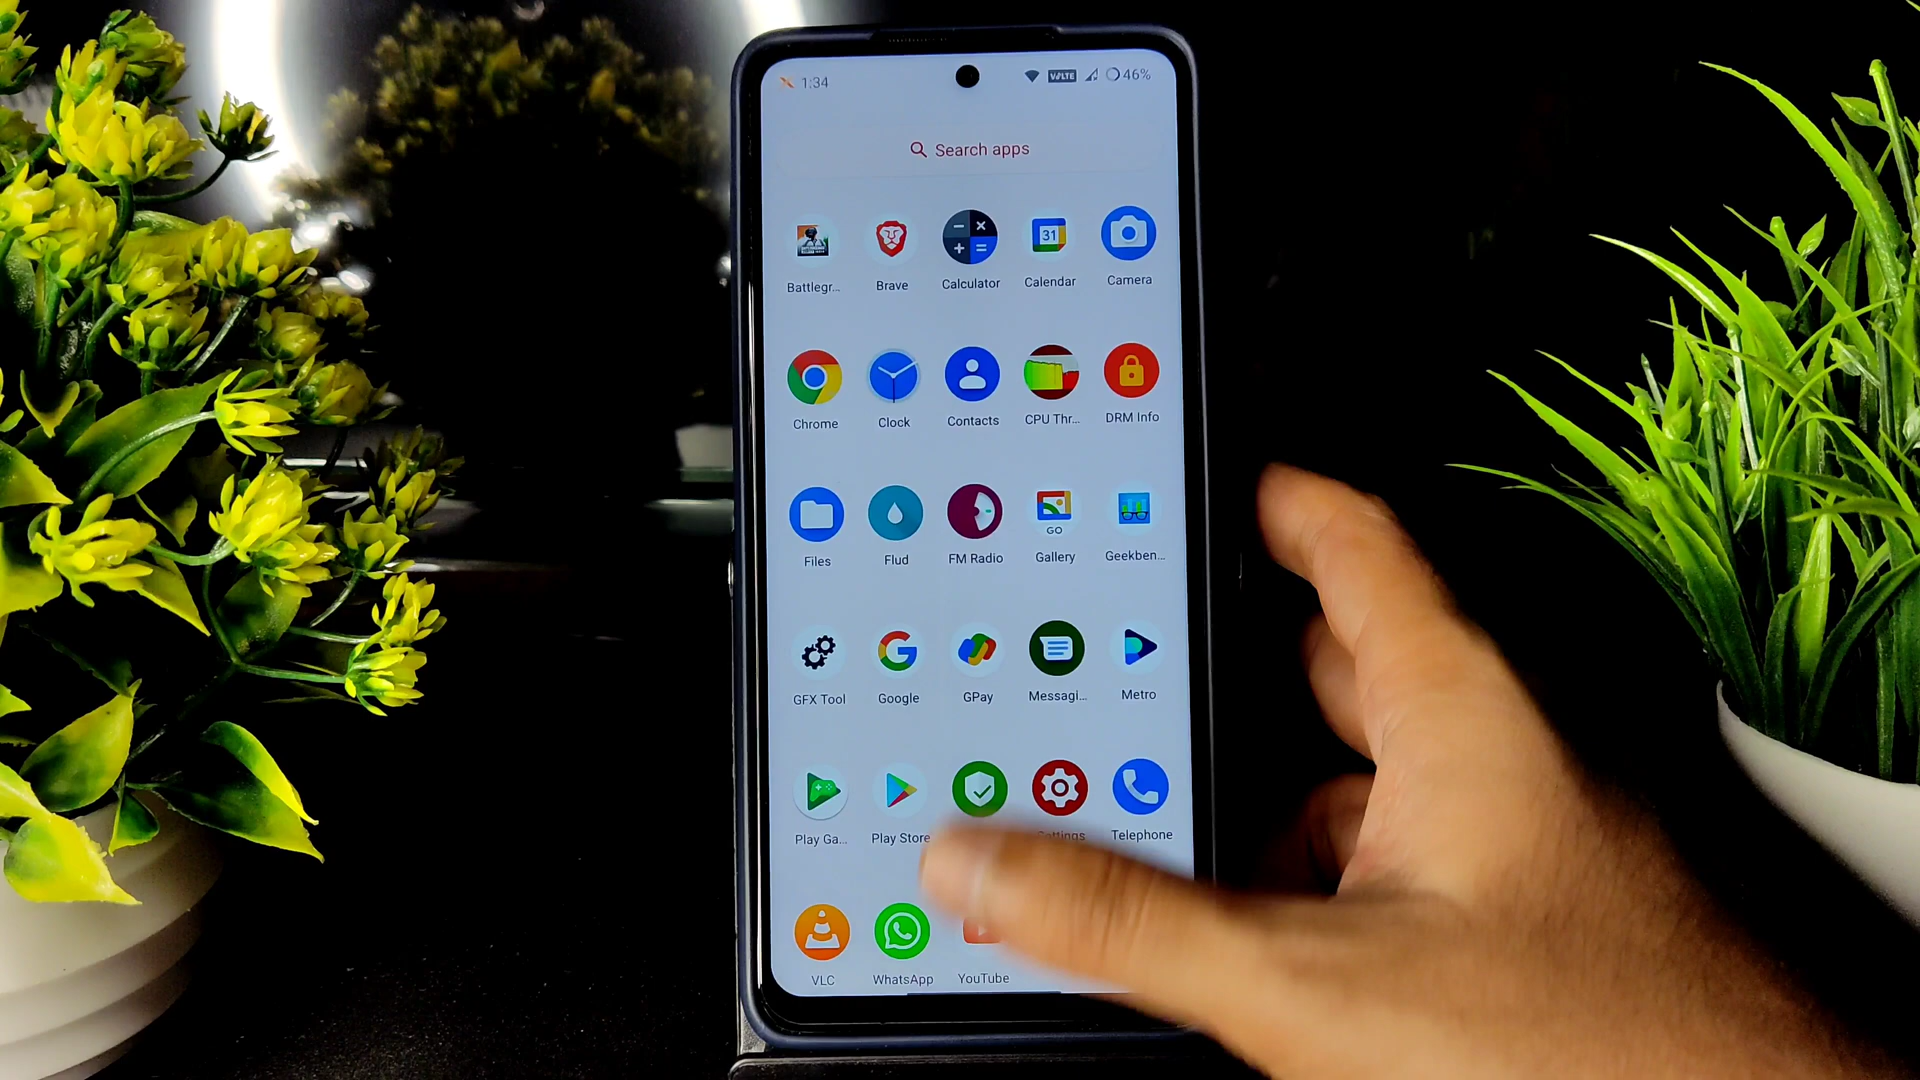 1:34 VoLTE 46%
Search apps
31
Battlegr... Brave Calculator Calendar Camera
Chrome Clock Contacts CPU Thr... DRM Info
GO
Files Flud FM Radio Gallery Geekben...
GFX Tool Google GPay Messagi... Metro
Play Ga... Play Store Settings Telephone
VLC WhatsApp YouTube